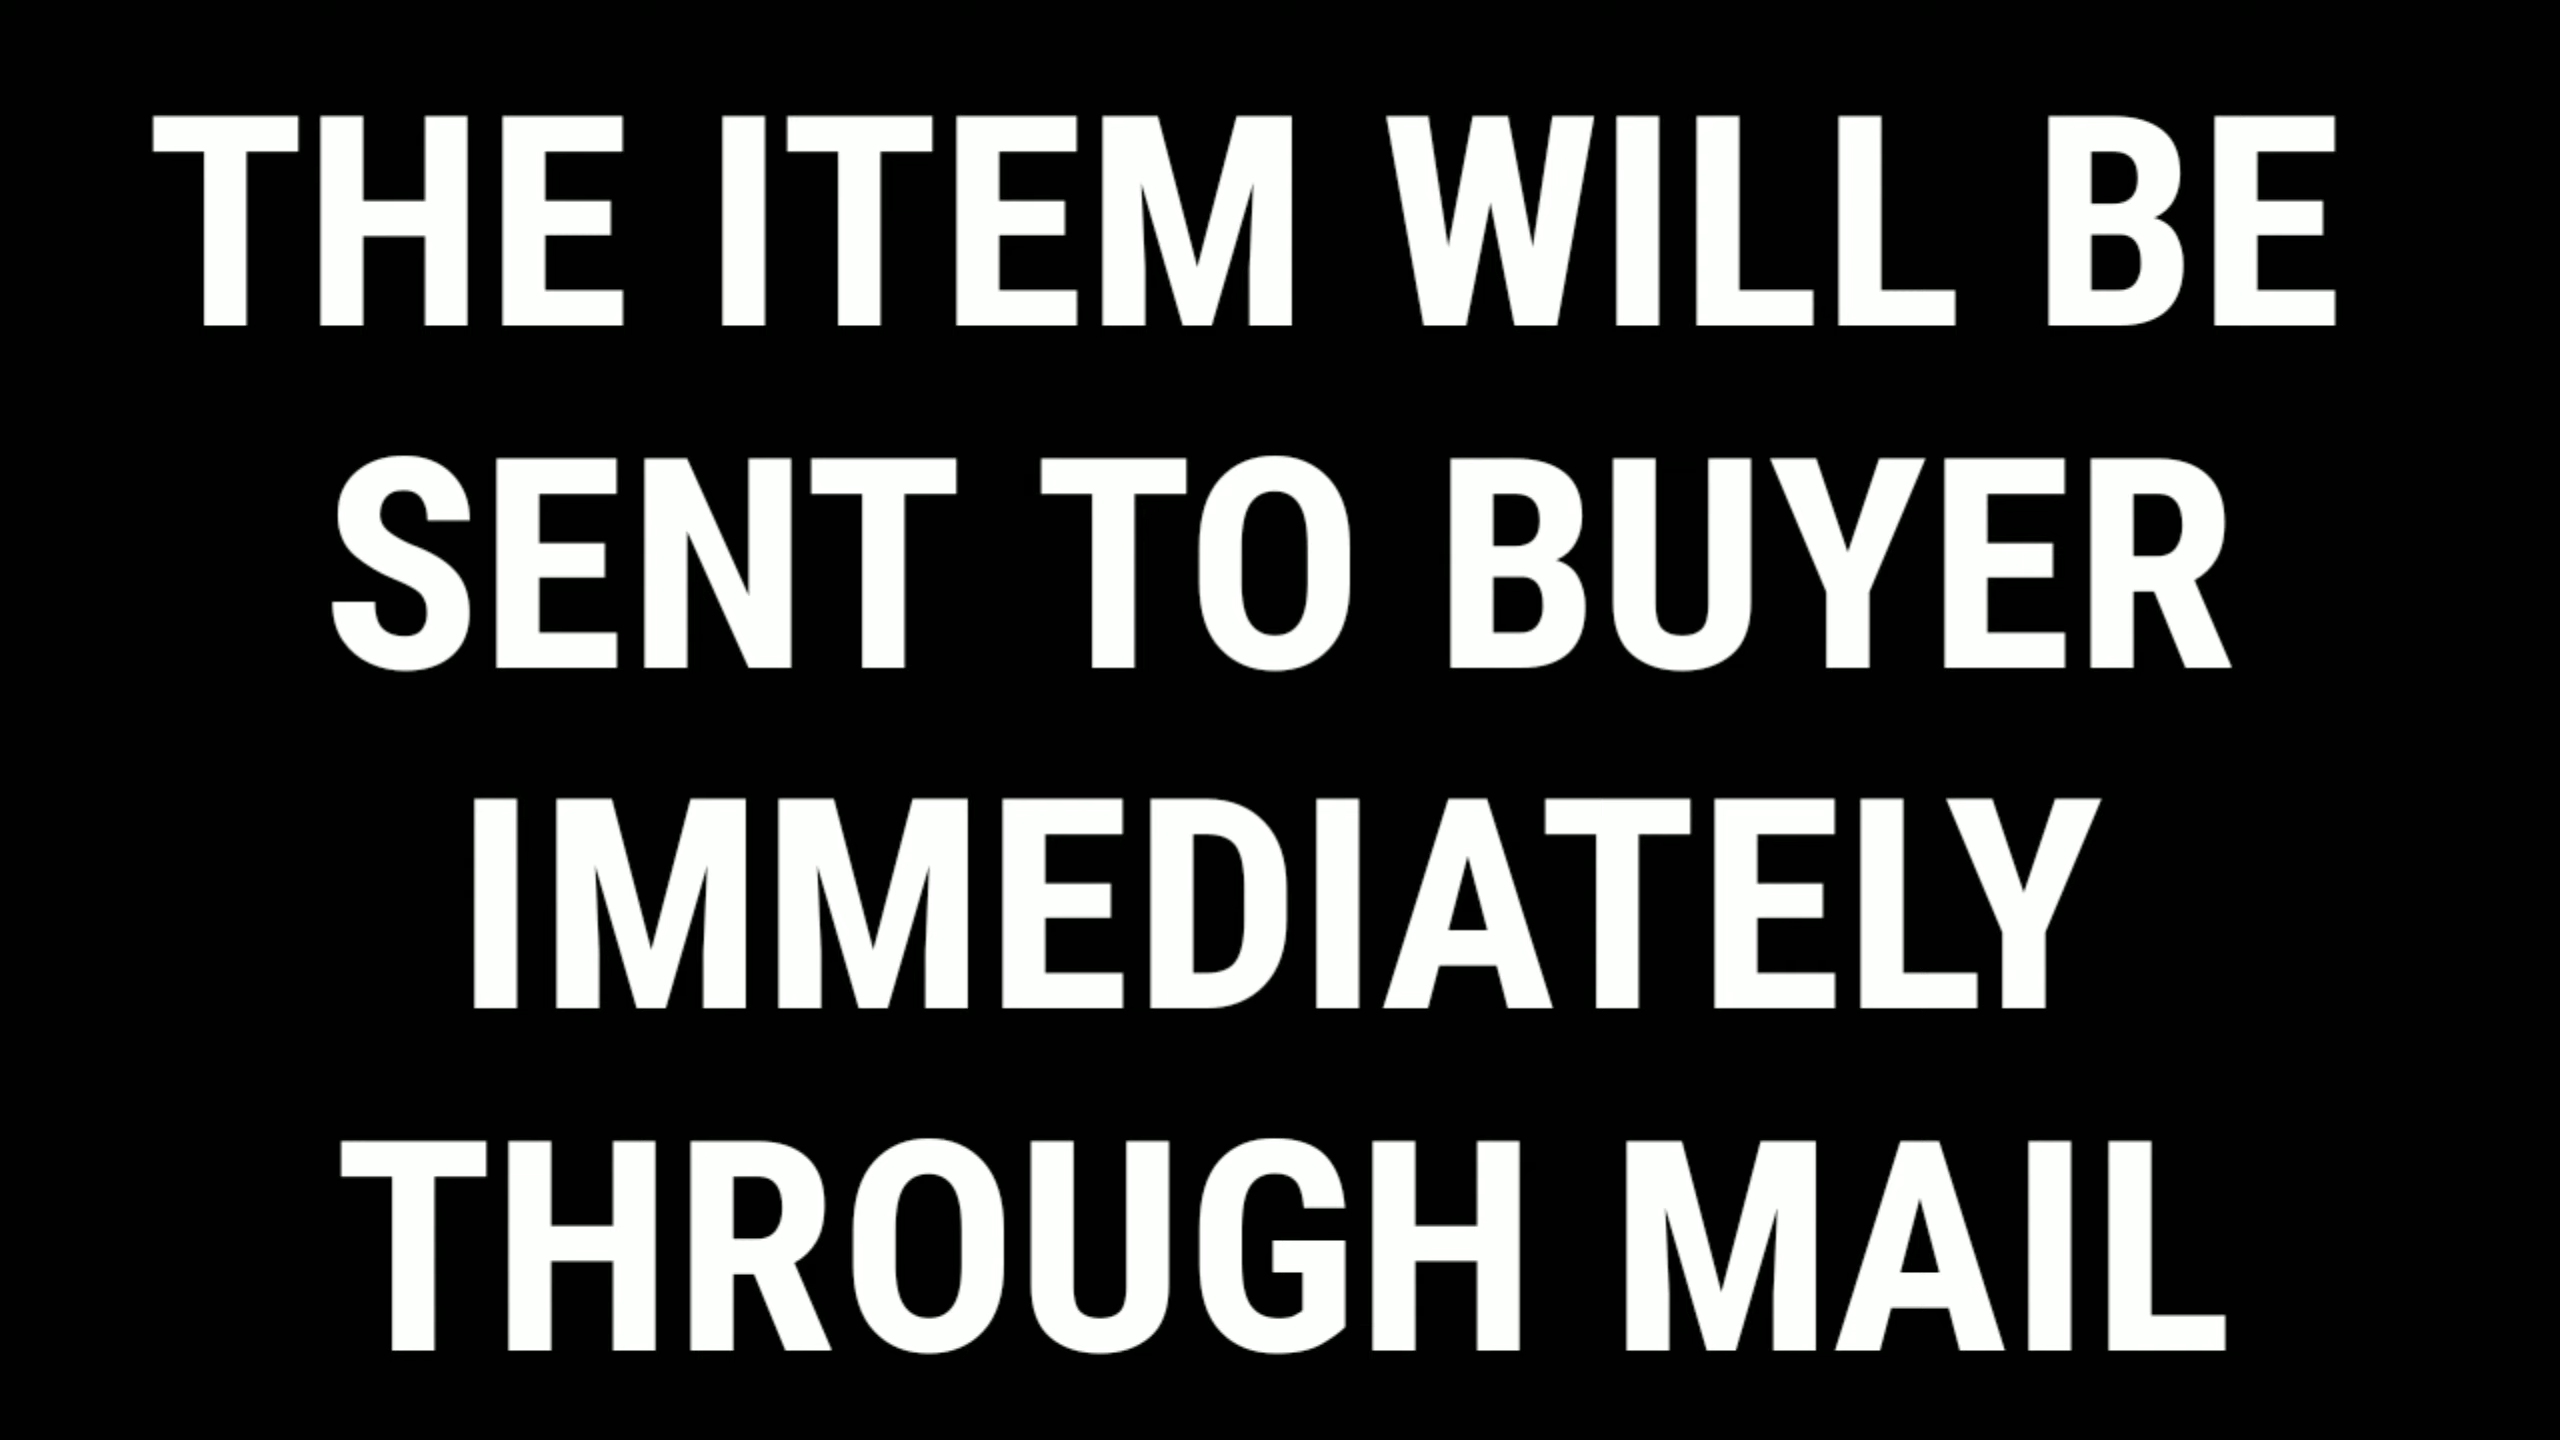 THE ITEM WILL BE
SENT TO BUYER
IMMEDIATELY
THROUGH MAIL